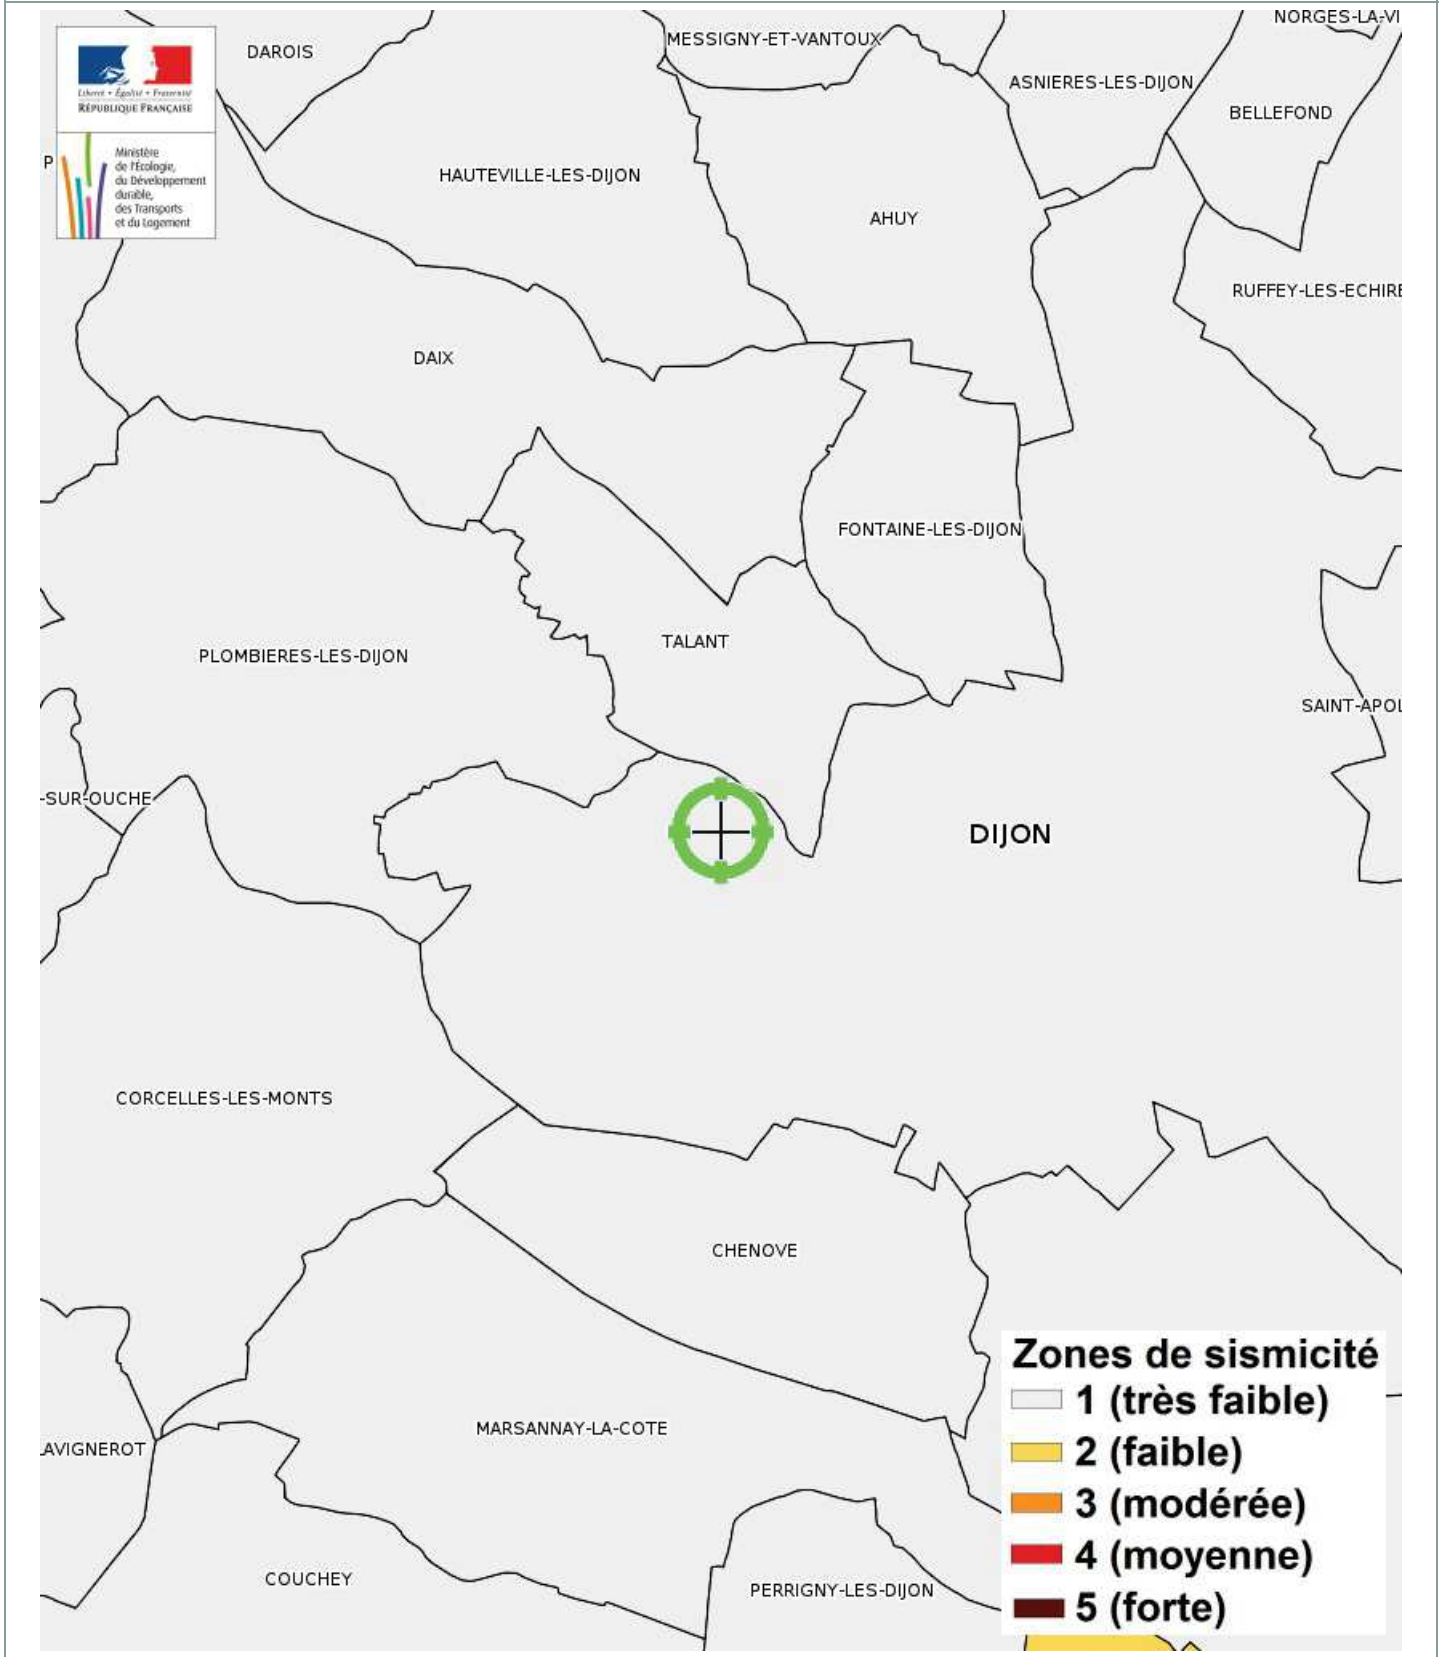 NORGES-LA-VI
MESSIGNY-ET-VANTOUX
DAROIS
ASNIERES-LES-DIJON
BELLEFOND
Liberté • Égalité • Fraternité
RÉPUBLIQUE FRANÇAISE
Ministère
de l'Écologie,
du Développement
durable,
des Transports
et du Logement
P
HAUTEVILLE-LES-DIJON
AHUY
RUFFEY-LES-ECHIRE
DAIX
FONTAINE-LES-DIJON
TALANT
PLOMBIERES-LES-DIJON
SAINT-APOL
-SUR-OUCHE
DIJON
CORCELLES-LES-MONTS
CHENOVE
MARSANNAY-LA-COTE
AVIGNEROT
COUCHEY
PERRIGNY-LES-DIJON
Zones de sismicité
1 (très faible)
2 (faible)
3 (modérée)
4 (moyenne)
5 (forte)